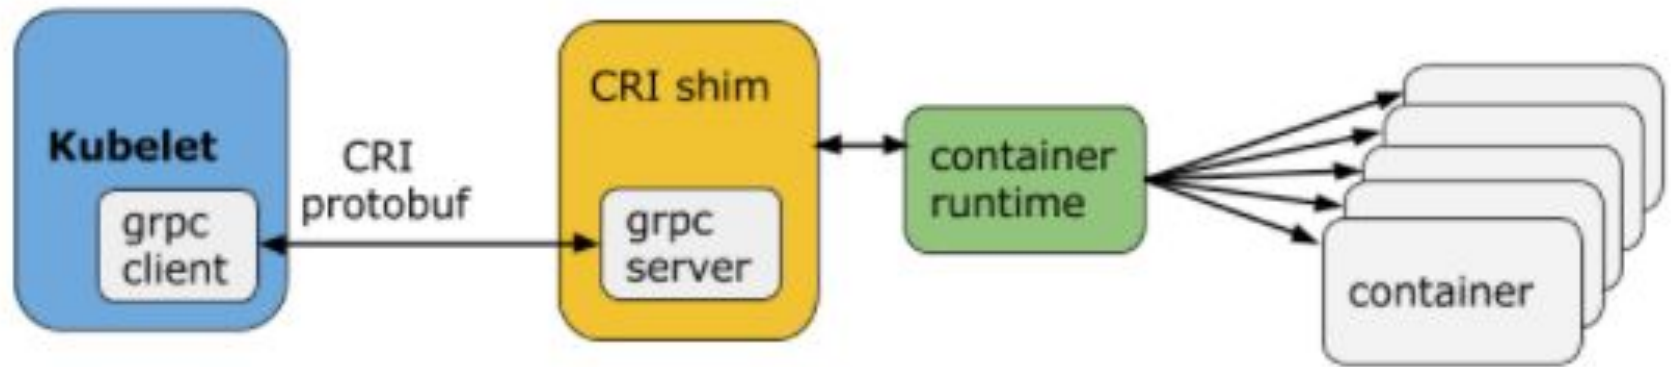 Kubelet
grpc
client
CRI
protobuf
CRI shim
grpc
server
container
runtime
container